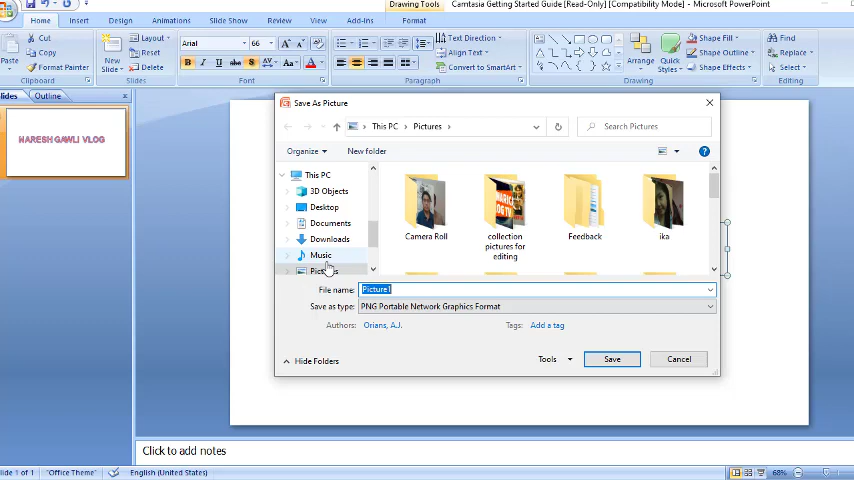 Drawing Tools
Camtasia Getting Started Guide [Read-Only] [Compatibility Mode] - Microsoft PowerPoint
Home Insert Design Animations Slide Show Review View Add-Ins Format
Cut
Copy
Format Painter
Paste
Clipboard
New
Slide
Layout
Reset
Delete
Slides
Arial 66
B I U abe S AV Aa A
Font
Text Direction
Align Text
Convert to SmartArt
Paragraph
Arrange
Quick
Styles
Shape Fill
Shape Outline
Shape Effects
Drawing
Find
Replace
Select
Editing
lides Outline
NARESH GAWLI VLOG
Save As Picture
This PC Pictures
Search Pictures
Organize New folder
This PC
3D Objects
Desktop
Documents
Downloads
Music
Camera Roll
collection
pictures for
editing
Feedback
ika
File name: Picture1
Save as type: PNG Portable Network Graphics Format
Authors: Orians, A.J.
Tags: Add a tag
Hide Folders
Tools Save Cancel
Click to add notes
lide 1 of 1 "Office Theme" English (United States) 68%